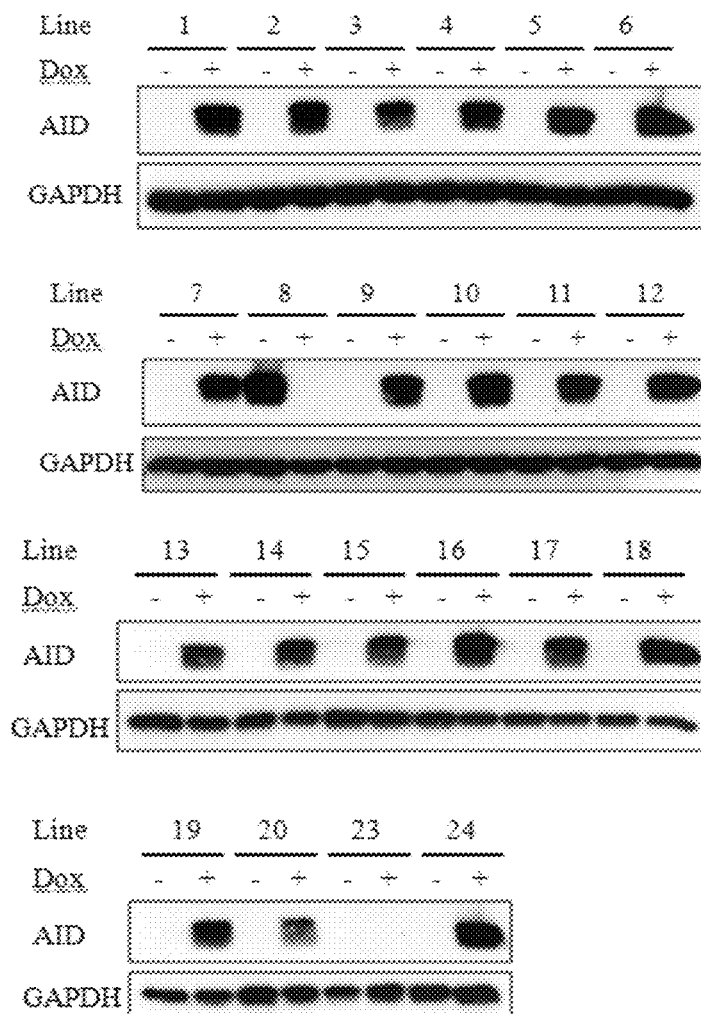 Line 1 2 3 4 5 6
Dox - + - + - + - + - + - +
AID
GAPDH
Line 7 8 9 10 11 12
Dox - + - + - + - + - + - +
AID
GAPDH
Line 13 14 15 16 17 18
Dox - + - + - + - + - + - +
AID
GAPDH
Line 19 20 23 24
Dox - + - + - + - +
AID
GAPDH